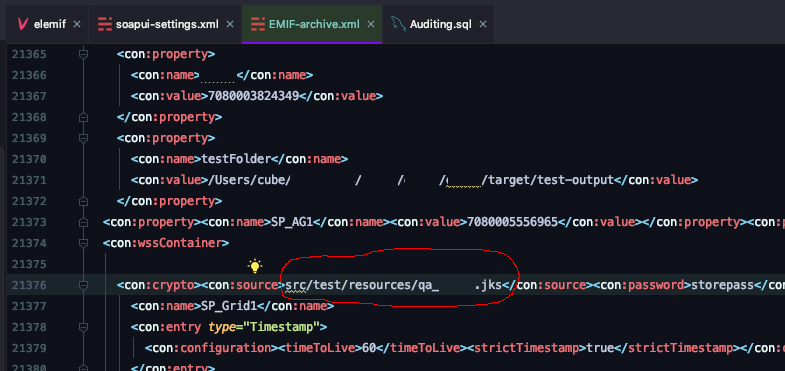 elemif × soapui-settings.xml × EMIF-archive.xml × Auditing.sql ×
21365 <con:property>
21366 <con:name> </con:name>
21367 <con:value>7080003824349</con:value>
21368 </con:property>
21369 <con:property>
21370 <con:name>testFolder</con:name>
21371 <con:value>/Users/cube/ / / / /target/test-output</con:value>
21372 </con:property>
21373 <con:property><con:name>SP_AG1</con:name><con:value>7080005556965</con:value></con:property><con:p
21374 <con:wssContainer>
21375
21376 <con:crypto><con:source>src/test/resources/qa_ .jks</con:source><con:password>storepass</con
21377 <con:name>SP_Grid1</con:name>
21378 <con:entry type="Timestamp">
21379 <con:configuration><timeToLive>60</timeToLive><strictTimestamp>true</strictTimestamp></con:c
21380 </con:entry>